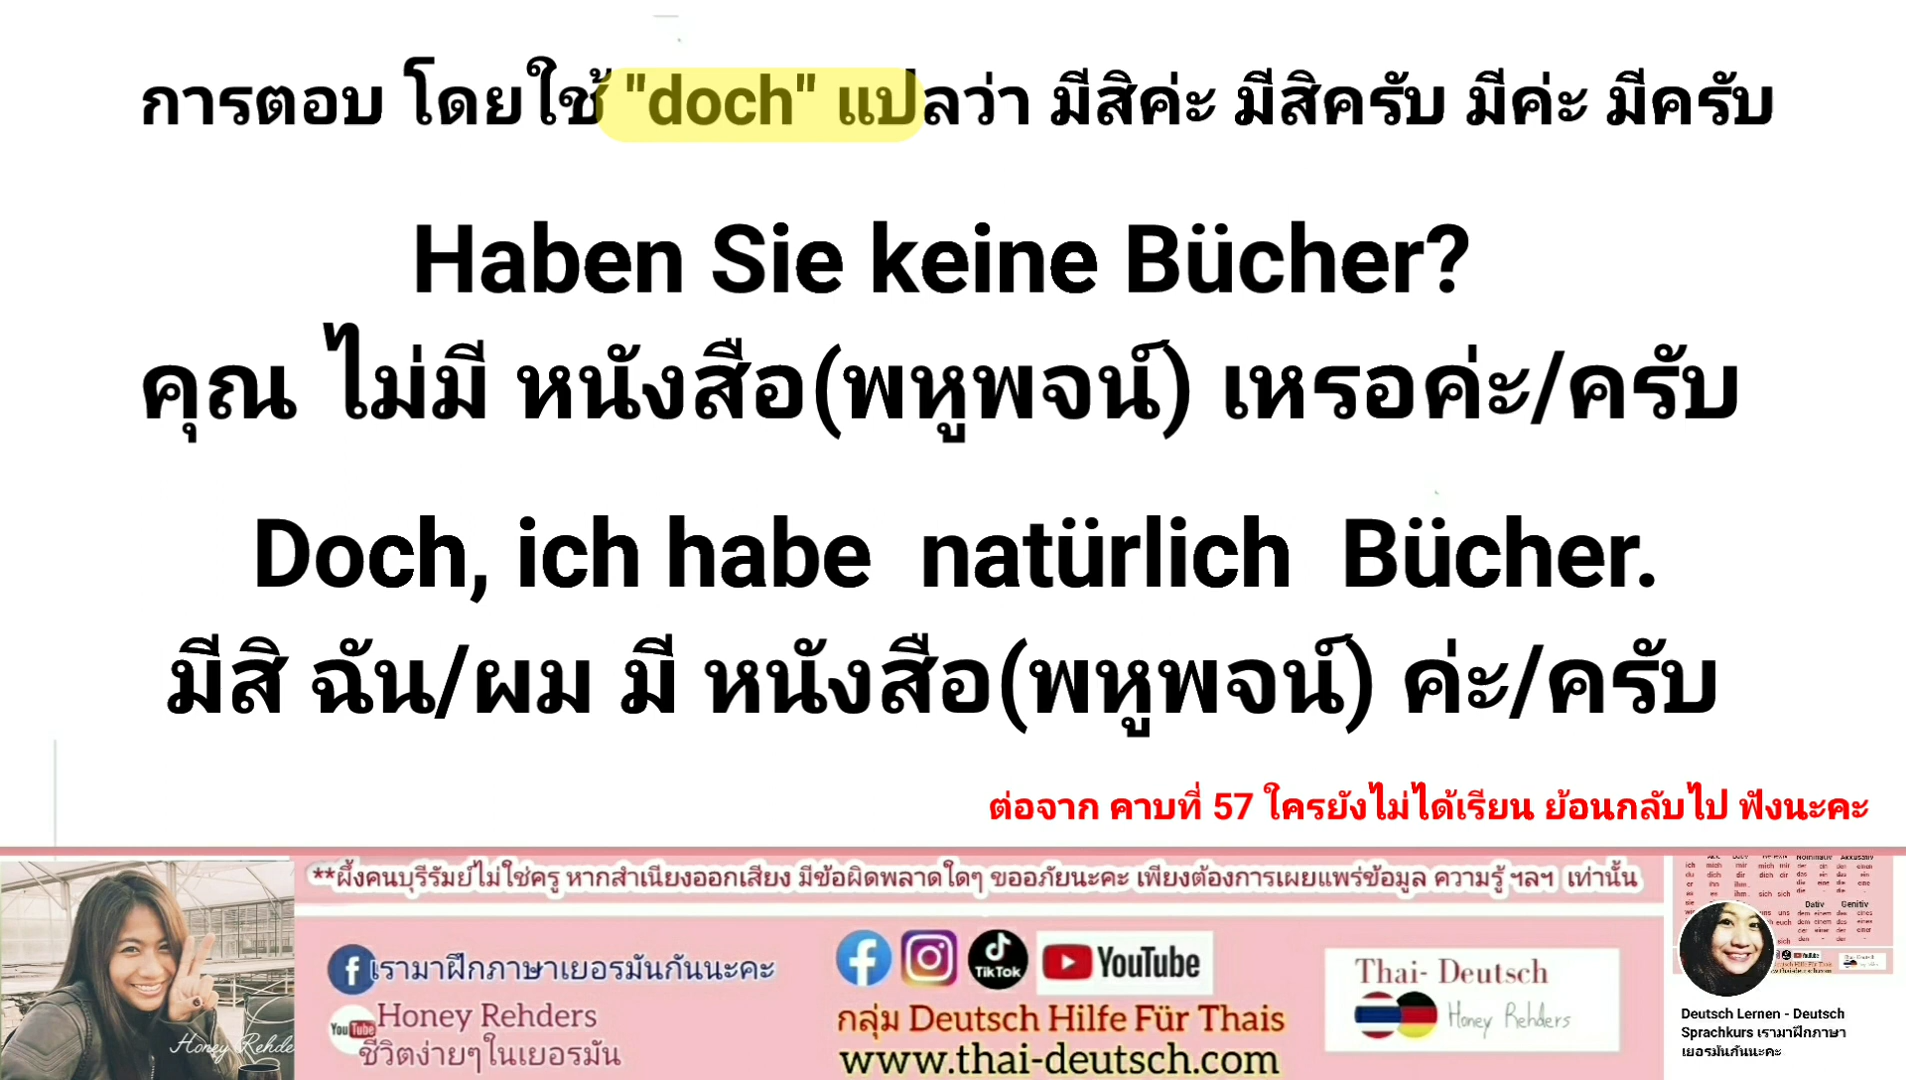 การตอบ โดยใช้ "doch" แปลว่า มีสิค่ะ มีสิครับ มีค่ะ มีครับ
Haben Sie keine Bücher?
คุณ ไม่มี หนังสือ(พหูพจน์) เหรอค่ะ/ครับ
Doch, ich habe natürlich Bücher.
มีสิ ฉัน/ผม มี หนังสือ(พหูพจน์) ค่ะ/ครับ
ต่อจาก คาบที่ 57 ใครยังไม่ได้เรียน ย้อนกลับไป ฟังนะคะ
**ผึ้งคนบุรีรัมย์ไม่ใช่ครู หากสำเนียงออกเสียง มีข้อผิดพลาดใดๆ ขออภัยนะคะ เพียงต้องการเผยแพร่ข้อมูล ความรู้ ฯลฯ เท่านั้น
เรามาฝึกภาษาเยอรมันกันนะคะ
YouTube Honey Rehders
ชีวิตง่ายๆในเยอรมัน
Honey Rehde
TikTok
YouTube
กลุ่ม Deutsch Hilfe Für Thais
www.thai-deutsch.com
Thai- Deutsch
Honey Rehders
Dativ Genitiv
Deutsch Lernen - Deutsch
Sprachkurs เรามาฝึกภาษา
เยอรมันกันนะคะ